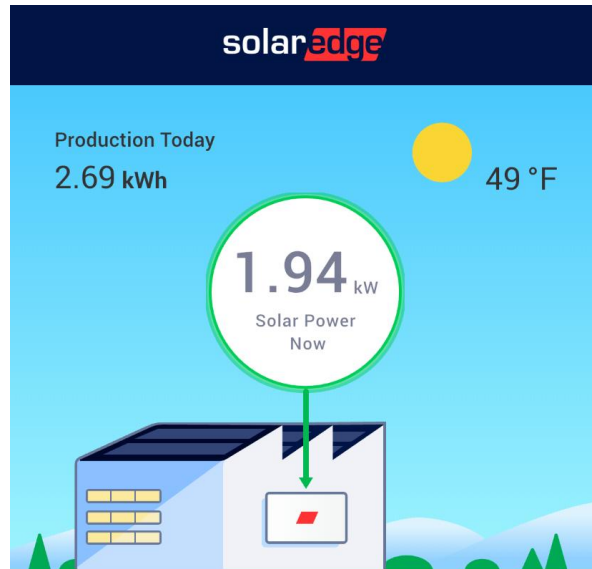 solaredge
Production Today
2.69 kWh
49 °F
1.94 kW
Solar Power
Now